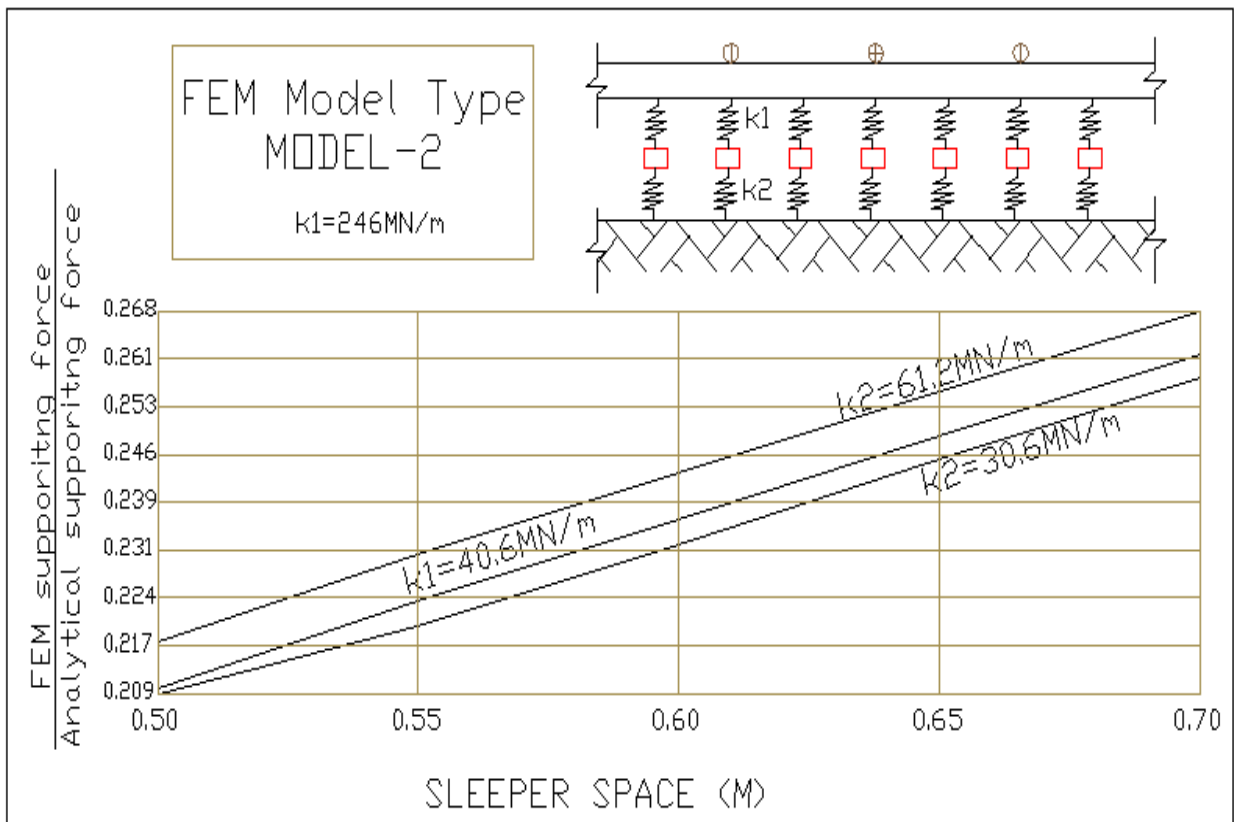 FEM Model Type
MODEL-2
k1=246MN/m
k1
k2
FEM supporitng force
Analytical supporitng force
0.268
0.261
0.253
0.246
0.239
0.231
0.224
0.217
0.209
k2=61.2MN/m
k1=40.6MN/m
k2=30.6MN/m
0.50 0.55 0.60 0.65 0.70
SLEEPER SPACE (M)